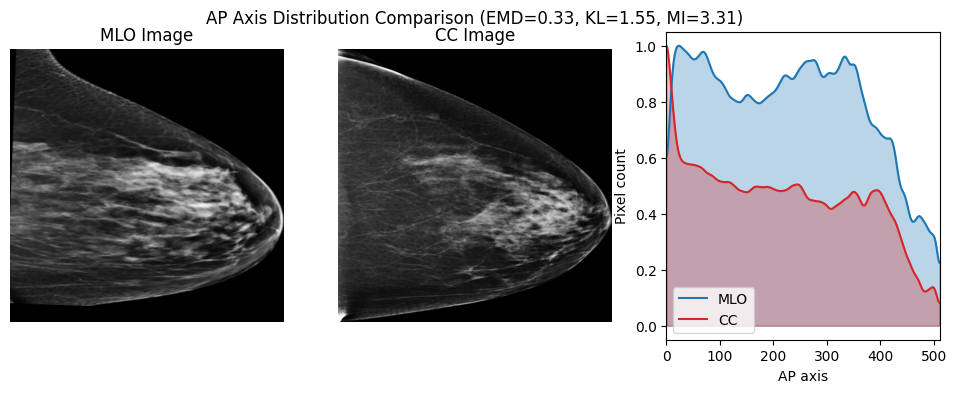 AP Axis Distribution Comparison (EMD=0.33, KL=1.55, MI=3.31)
MLO Image
CC Image
1.0
0.8
0.6
0.4
0.2
0.0
Pixel count
MLO
CC
0 100 200 300 400 500
AP axis